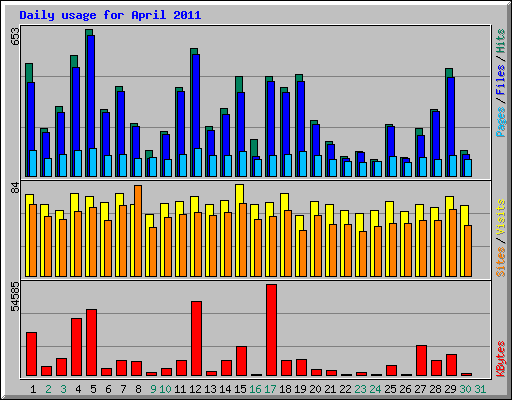 Daily usage for April 2011
653
Pages / Files / Hits
84
Sites / Visits
54585
KBytes
1 2 3 4 5 6 7 8 9 10 11 12 13 14 15 16 17 18 19 20 21 22 23 24 25 26 27 28 29 30 31